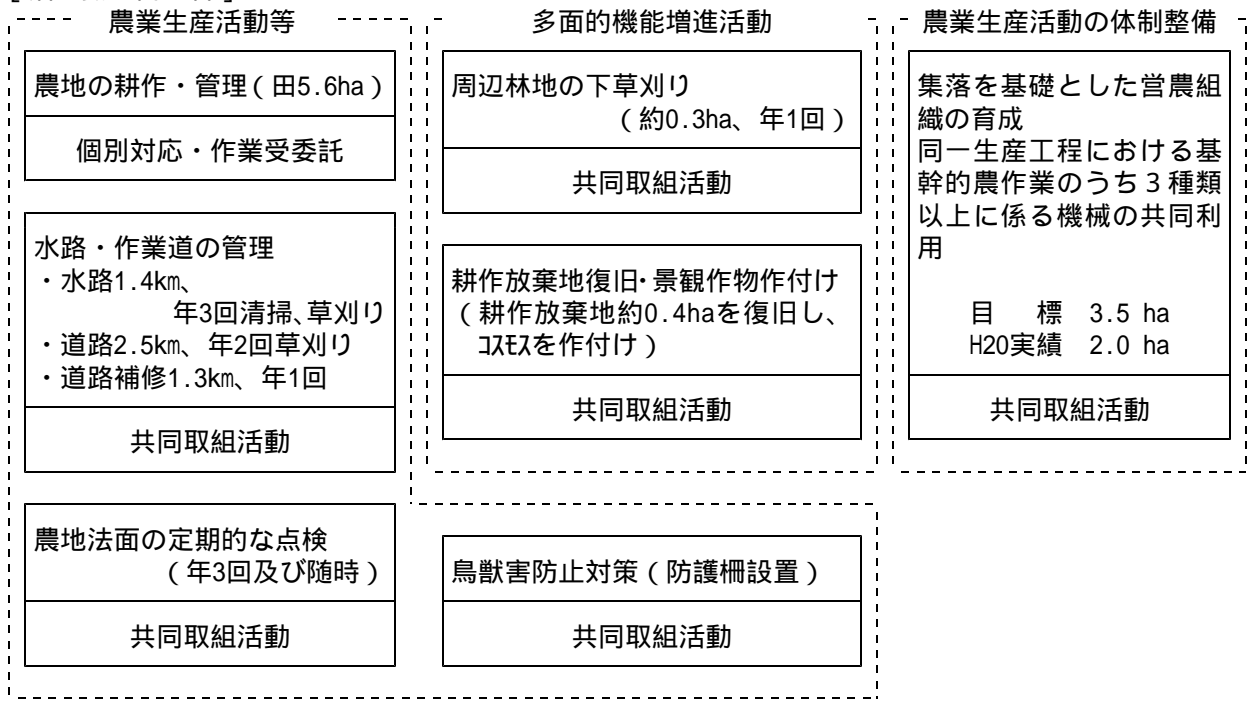 農業生産活動等
農地の耕作・管理(田5.6ha)
個別対応・作業受委託
水路・作業道の管理
・水路1.4km、
年3回清掃、草刈り
・道路2.5km、年2回草刈り
・道路補修1.3km、年1回
共同取組活動
農地法面の定期的な点検
(年3回及び随時)
共同取組活動
鳥獣害防止対策(防護柵設置)
共同取組活動
多面的機能増進活動
周辺林地の下草刈り
(約0.3ha、年1回)
共同取組活動
耕作放棄地復旧・景観作物作付け
(耕作放棄地約0.4haを復旧し、
コスモスを作付け)
共同取組活動
農業生産活動の体制整備
集落を基礎とした営農組
織の育成
同一生産工程における基
幹的農作業のうち3種類
以上に係る機械の共同利
用
目 標 3.5 ha
H20実績 2.0 ha
共同取組活動